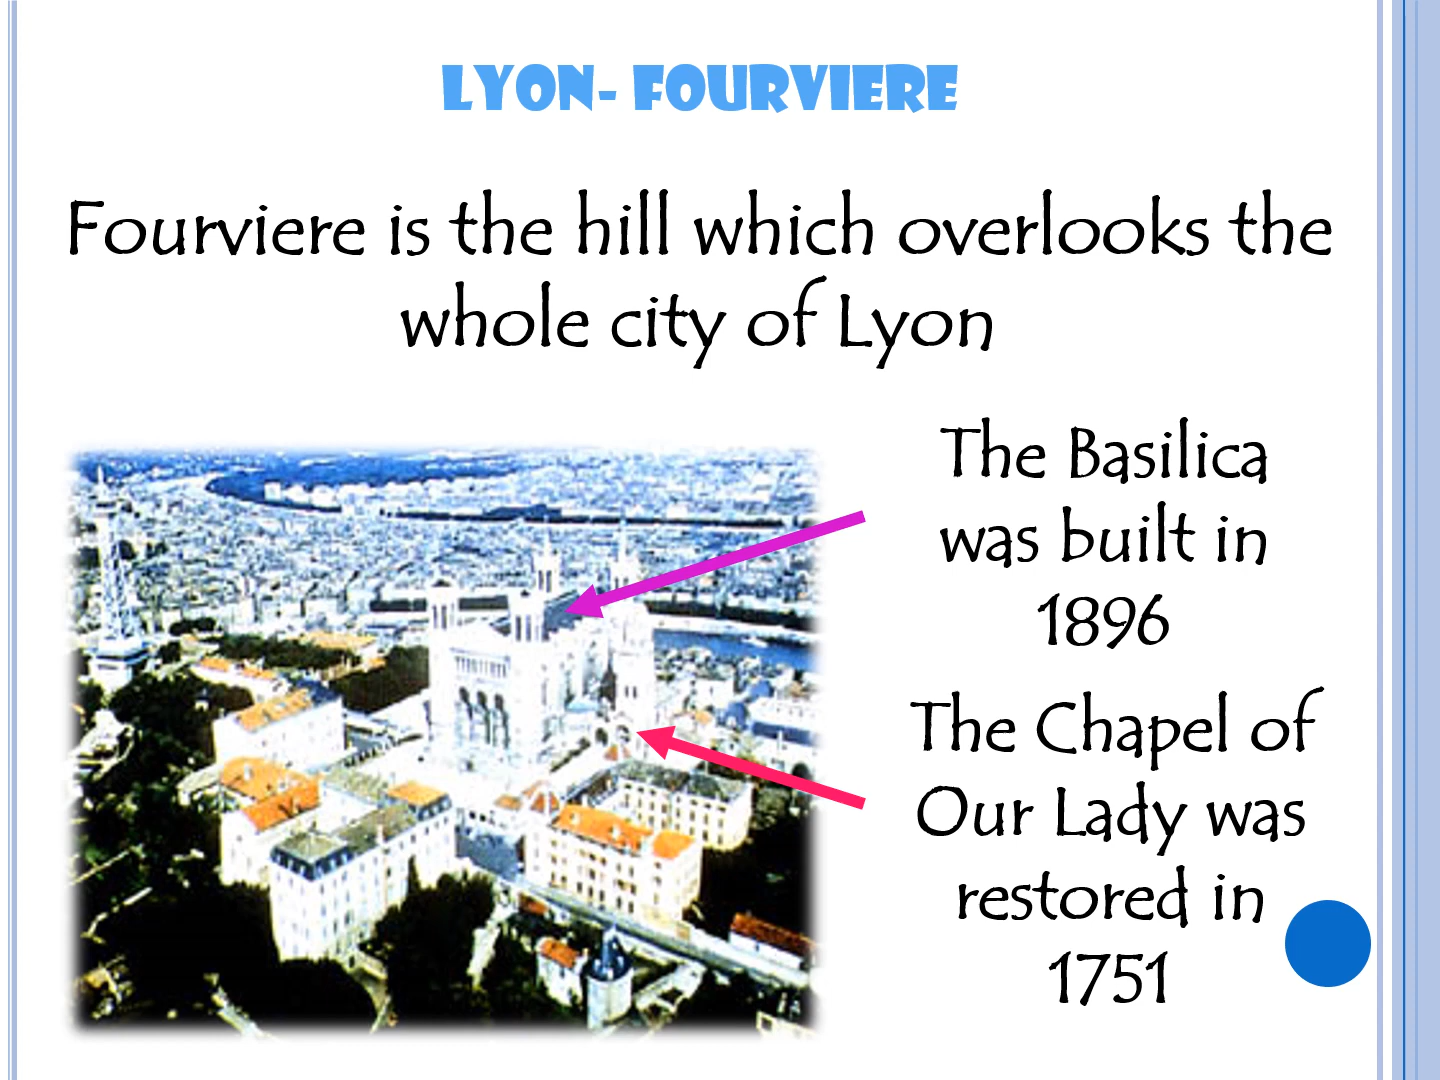 LYON- FOURVIERE
Fourviere is the hill which overlooks the
whole city of Lyon
The Basilica
was built in
1896
The Chapel of
Our Lady was
restored in
1751